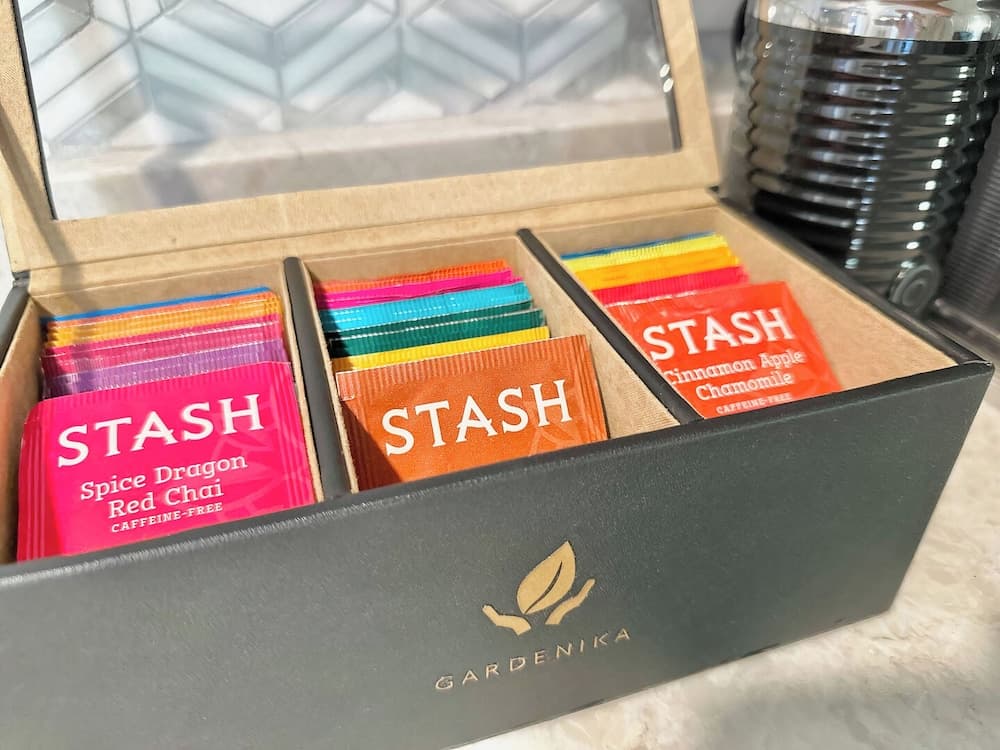 STASH
Spice Dragon
Red Chai
CAFFEINE-FREE
STASH
STASH
Cinnamon Apple
Chamomile
CAFFEINE-FREE
GARDENIKA